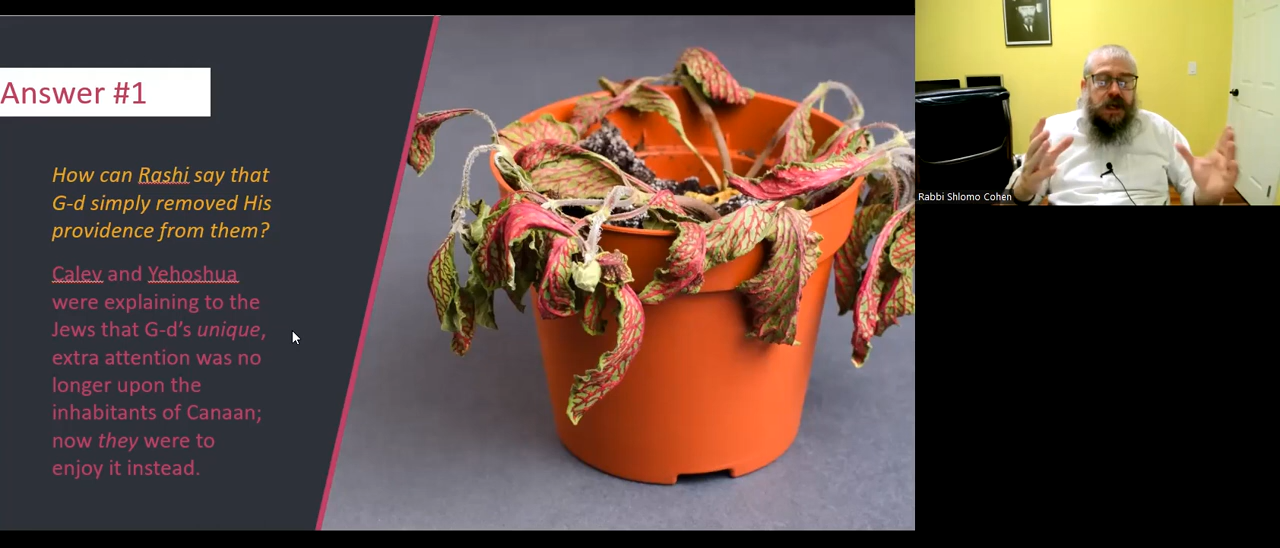 Answer #1
How can Rashi say that
G-d simply removed His
providence from them?
Calev and Yehoshua
were explaining to the
Jews that G-d's unique,
extra attention was no
longer upon the
inhabitants of Canaan;
now they were to
enjoy it instead.
Rabbi Shlomo Cohen